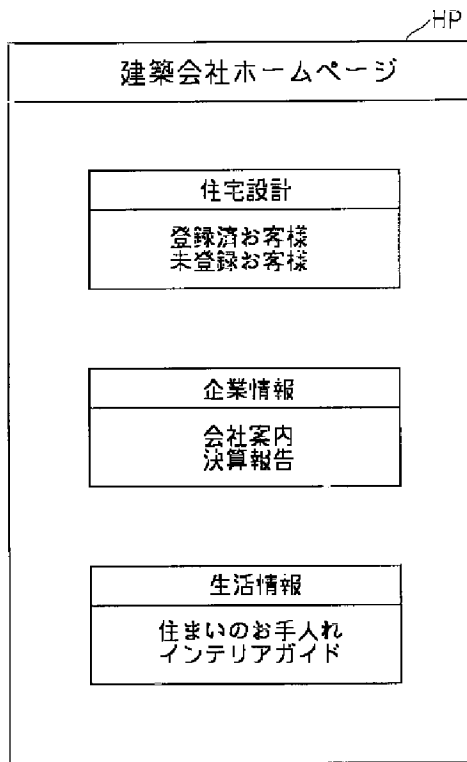 HP
建築会社ホームページ
住宅設計
登録済お客様
未登録お客様
企業情報
会社案内
決算報告
生活情報
住まいのお手入れ
インテリアガイド